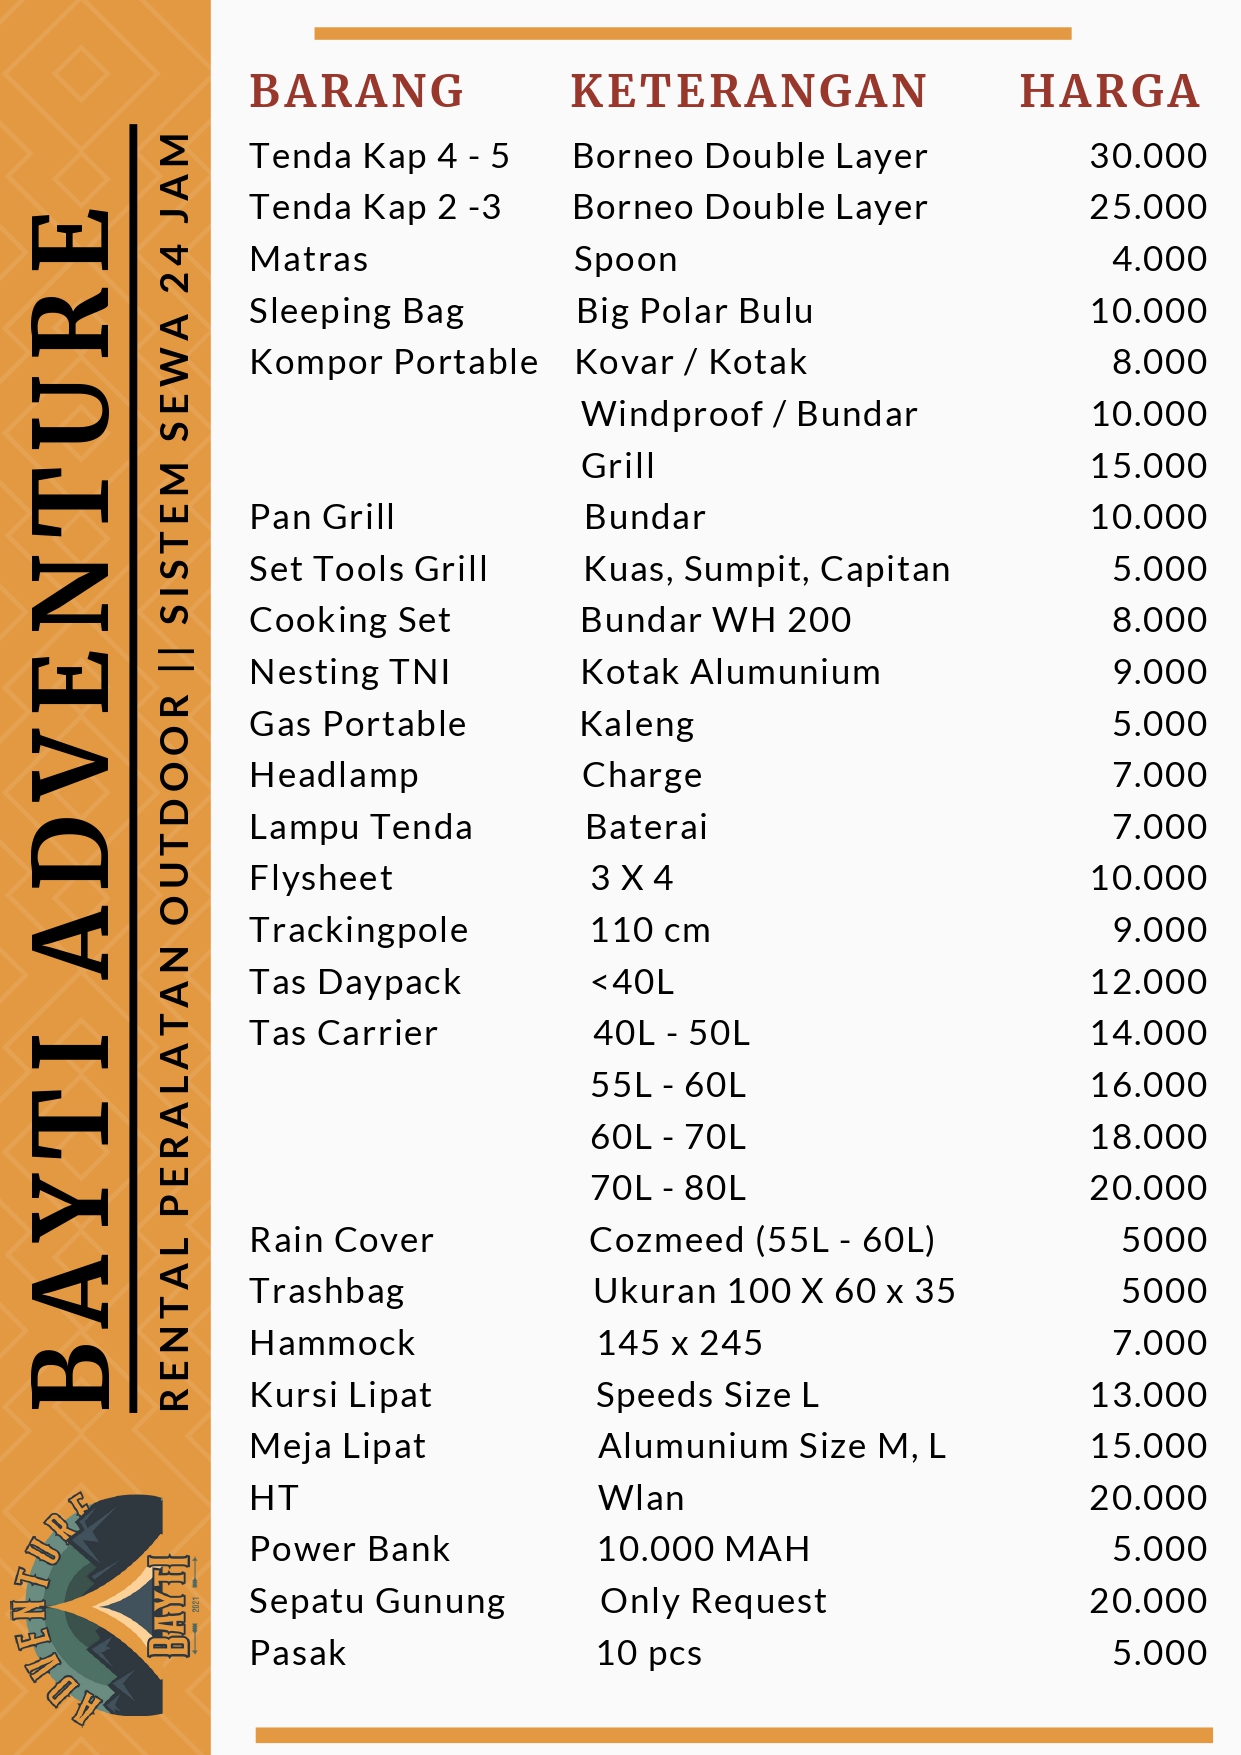 BAYTI ADVENTURE
RENTAL PERALATAN OUTDOOR || SISTEM SEWA 24 JAM
ADVENTURE
BAYTI
2021
BARANG KETERANGAN HARGA
Tenda Kap 4 - 5 Borneo Double Layer 30.000
Tenda Kap 2 -3 Borneo Double Layer 25.000
Matras Spoon 4.000
Sleeping Bag Big Polar Bulu 10.000
Kompor Portable Kovar / Kotak 8.000
Windproof / Bundar 10.000
Grill 15.000
Pan Grill Bundar 10.000
Set Tools Grill Kuas, Sumpit, Capitan 5.000
Cooking Set Bundar WH 200 8.000
Nesting TNI Kotak Alumunium 9.000
Gas Portable Kaleng 5.000
Headlamp Charge 7.000
Lampu Tenda Baterai 7.000
Flysheet 3 X 4 10.000
Trackingpole 110 cm 9.000
Tas Daypack <40L 12.000
Tas Carrier 40L - 50L 14.000
55L - 60L 16.000
60L - 70L 18.000
70L - 80L 20.000
Rain Cover Cozmeed (55L - 60L) 5000
Trashbag Ukuran 100 X 60 x 35 5000
Hammock 145 x 245 7.000
Kursi Lipat Speeds Size L 13.000
Meja Lipat Alumunium Size M, L 15.000
HT Wlan 20.000
Power Bank 10.000 MAH 5.000
Sepatu Gunung Only Request 20.000
Pasak 10 pcs 5.000